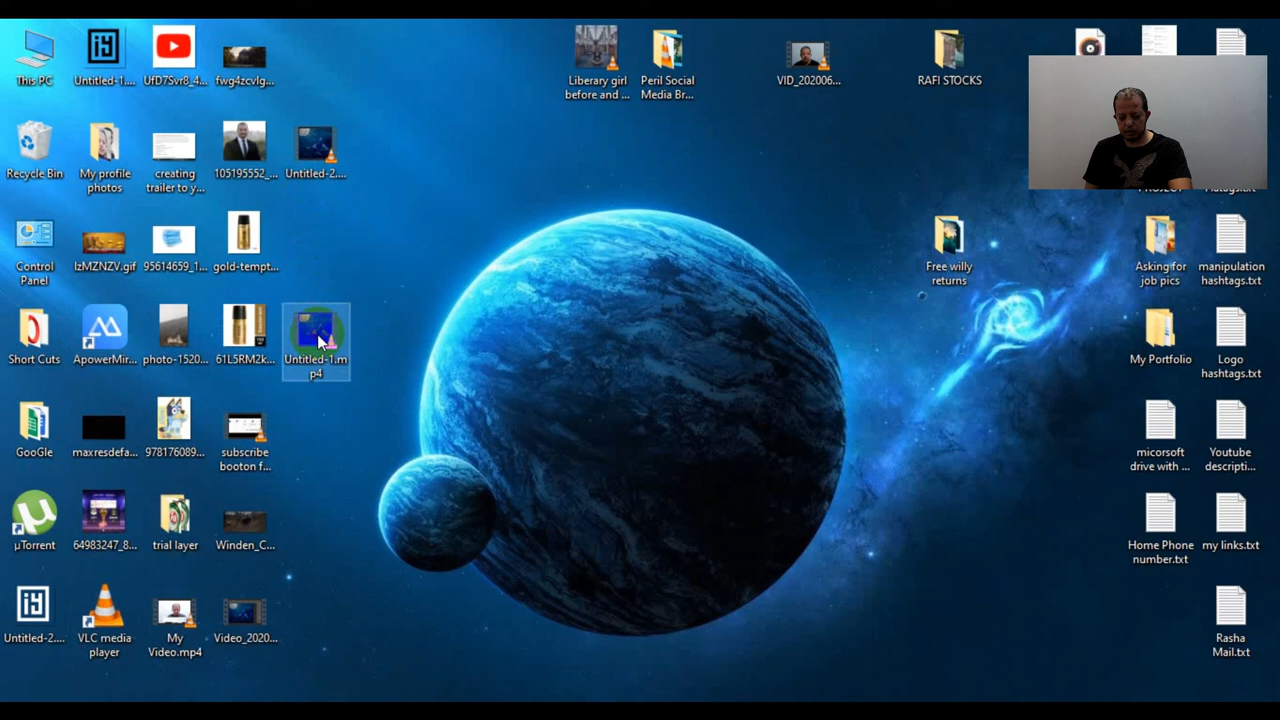 This PC
Untitled-1....
UfD7Svr8_4...
fwg4zcvlg...
Liberary girl
before and ...
Peril Social
Media Br...
VID_202006...
RAFI STOCKS
Recycle Bin
My profile
photos
creating
trailer to y...
105195552_...
Untitled-2....
PROJECT
Control
Panel
IzMZNZV.gif
95614659_1...
gold-tempt...
Free willy
returns
Asking for
job pics
manipulation
hashtags.txt
Short Cuts
ApowerMir...
photo-1520...
61L5RM2k...
Untitled-1.m
p4
My Portfolio
Logo
hashtags.txt
GooGle
maxresdefa...
978176089...
subscribe
booton f...
micorsoft
drive with ...
Youtube
descripti...
µTorrent
64983247_8...
trial layer
Winden_C...
Home Phone
number.txt
my links.txt
Untitled-2....
VLC media
player
My
Video.mp4
Video_2020...
Rasha
Mail.txt